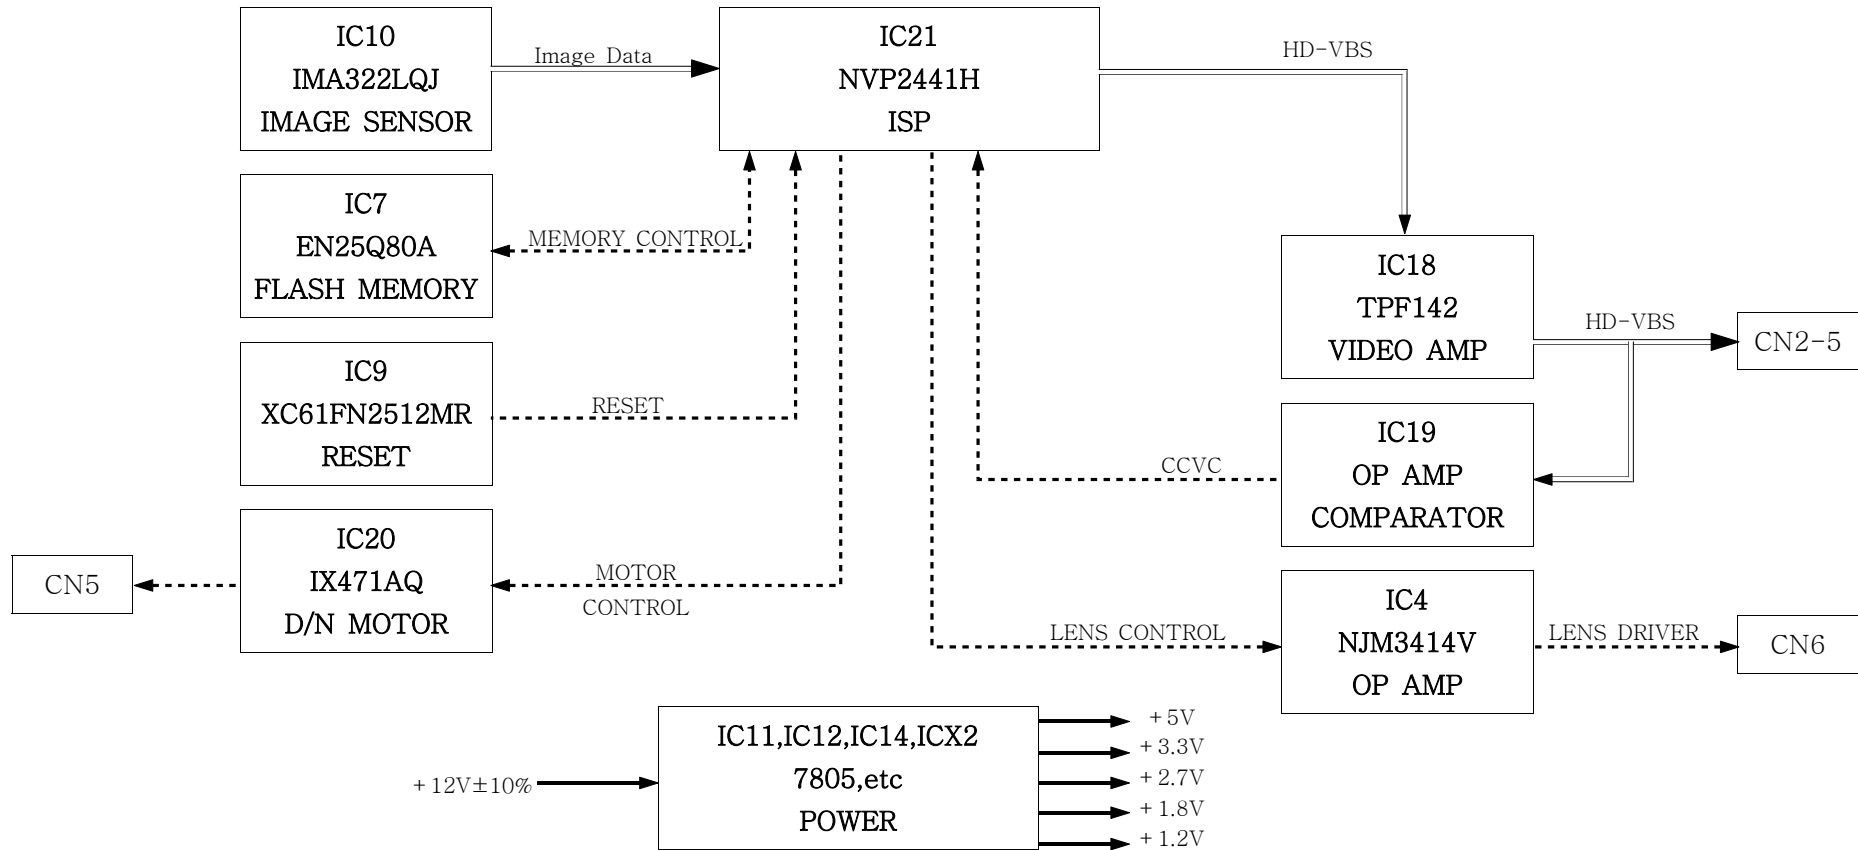 IC10
IMA322LQJ
IMAGE SENSOR
Image Data
IC21
NVP2441H
ISP
HD-VBS
IC7
EN25Q80A
FLASH MEMORY
MEMORY CONTROL
IC18
TPF142
VIDEO AMP
HD-VBS
CN2-5
IC9
XC61FN2512MR
RESET
RESET
CCVC
IC19
OP AMP
COMPARATOR
CN5
IC20
IX471AQ
D/N MOTOR
MOTOR
CONTROL
LENS CONTROL
IC4
NJM3414V
OP AMP
LENS DRIVER
CN6
+12V±10%
IC11,IC12,IC14,ICX2
7805,etc
POWER
+5V
+3.3V
+2.7V
+1.8V
+1.2V